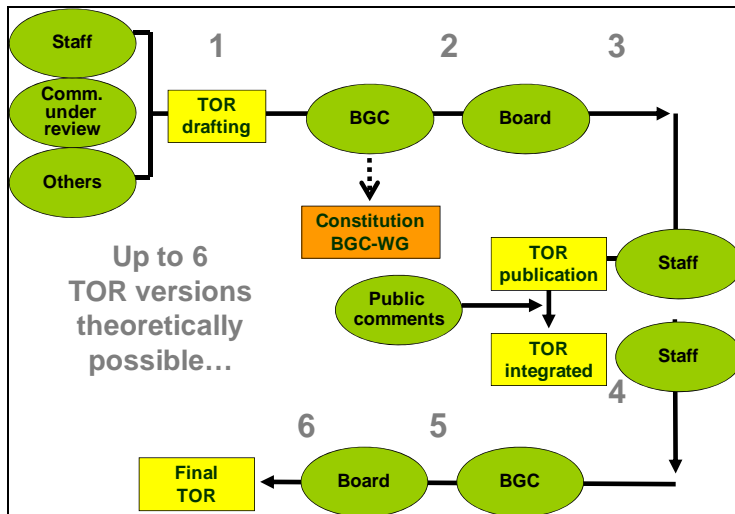 Staff
1
2
3
Comm.
under
review
TOR
drafting
BGC
Board
Others
Constitution
BGC-WG
Up to 6
TOR versions
theoretically
possible…
TOR
publication
Staff
Public
comments
TOR
integrated
Staff
4
6
5
Final
TOR
Board
BGC